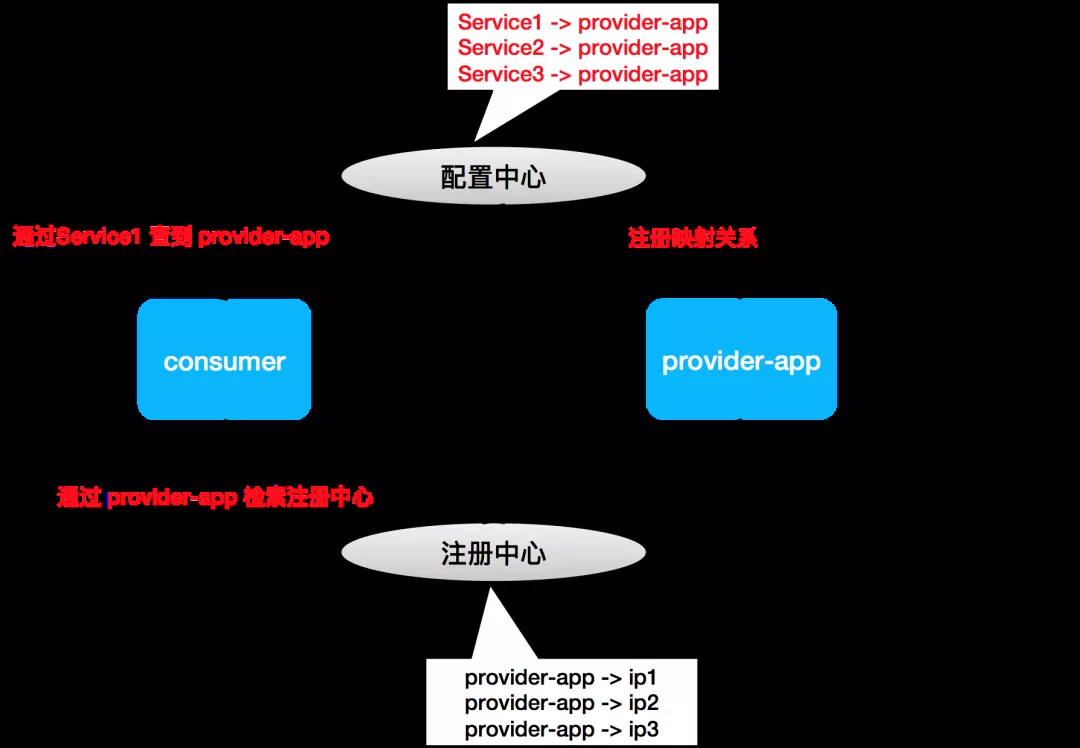 Service1 -> provider-app
Service2 -> provider-app
Service3 -> provider-app
配置中心
通过Service1 查到 provider-app
注册映射关系
consumer
provider-app
通过 provider-app 检索注册中心
注册中心
provider-app -> ip1
provider-app -> ip2
provider-app -> ip3